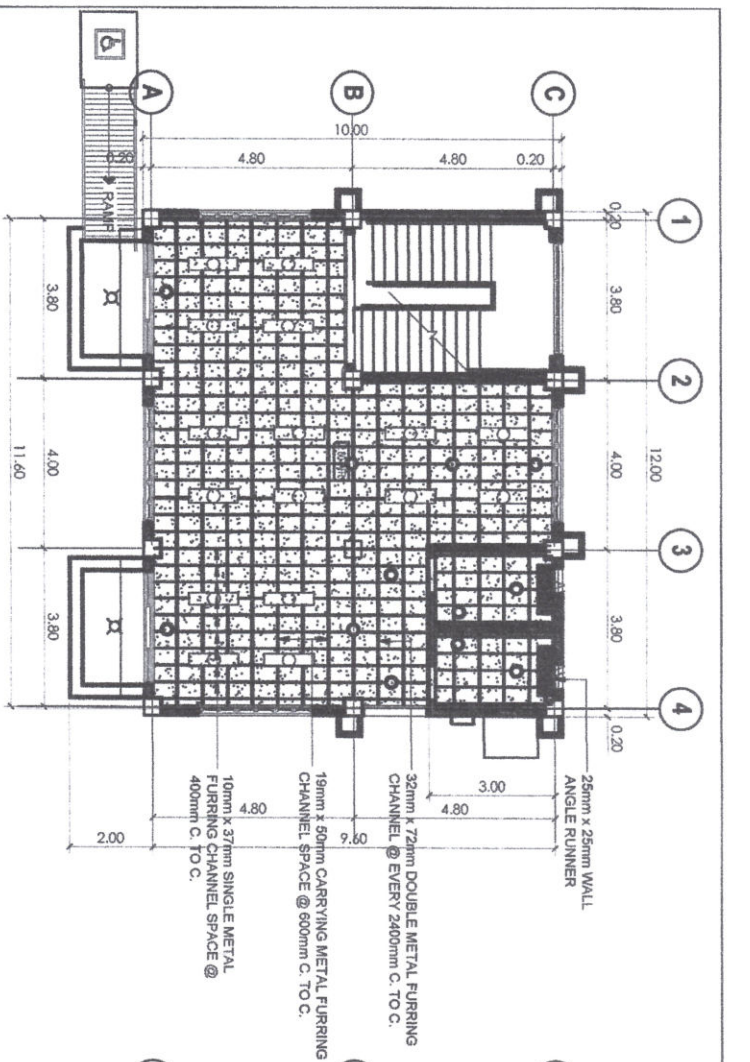 A
B
C
10.00
4.80
4.80
0.20
0.20
RAMP
1
2
3
4
0.20
3.80
4.00
3.80
0.20
12.00
3.80
4.00
3.80
11.60
3.00
4.80
4.80
9.60
2.00
25mm x 25mm WALL
ANGLE RUNNER
32mm x 72mm DOUBLE METAL FURRING
CHANNEL @ EVERY 2400mm C. TO C.
19mm x 50mm CARRYING METAL FURRING
CHANNEL SPACE @ 600mm C. TO C.
10mm x 37mm SINGLE METAL
FURRING CHANNEL SPACE @
400mm C. TO C.